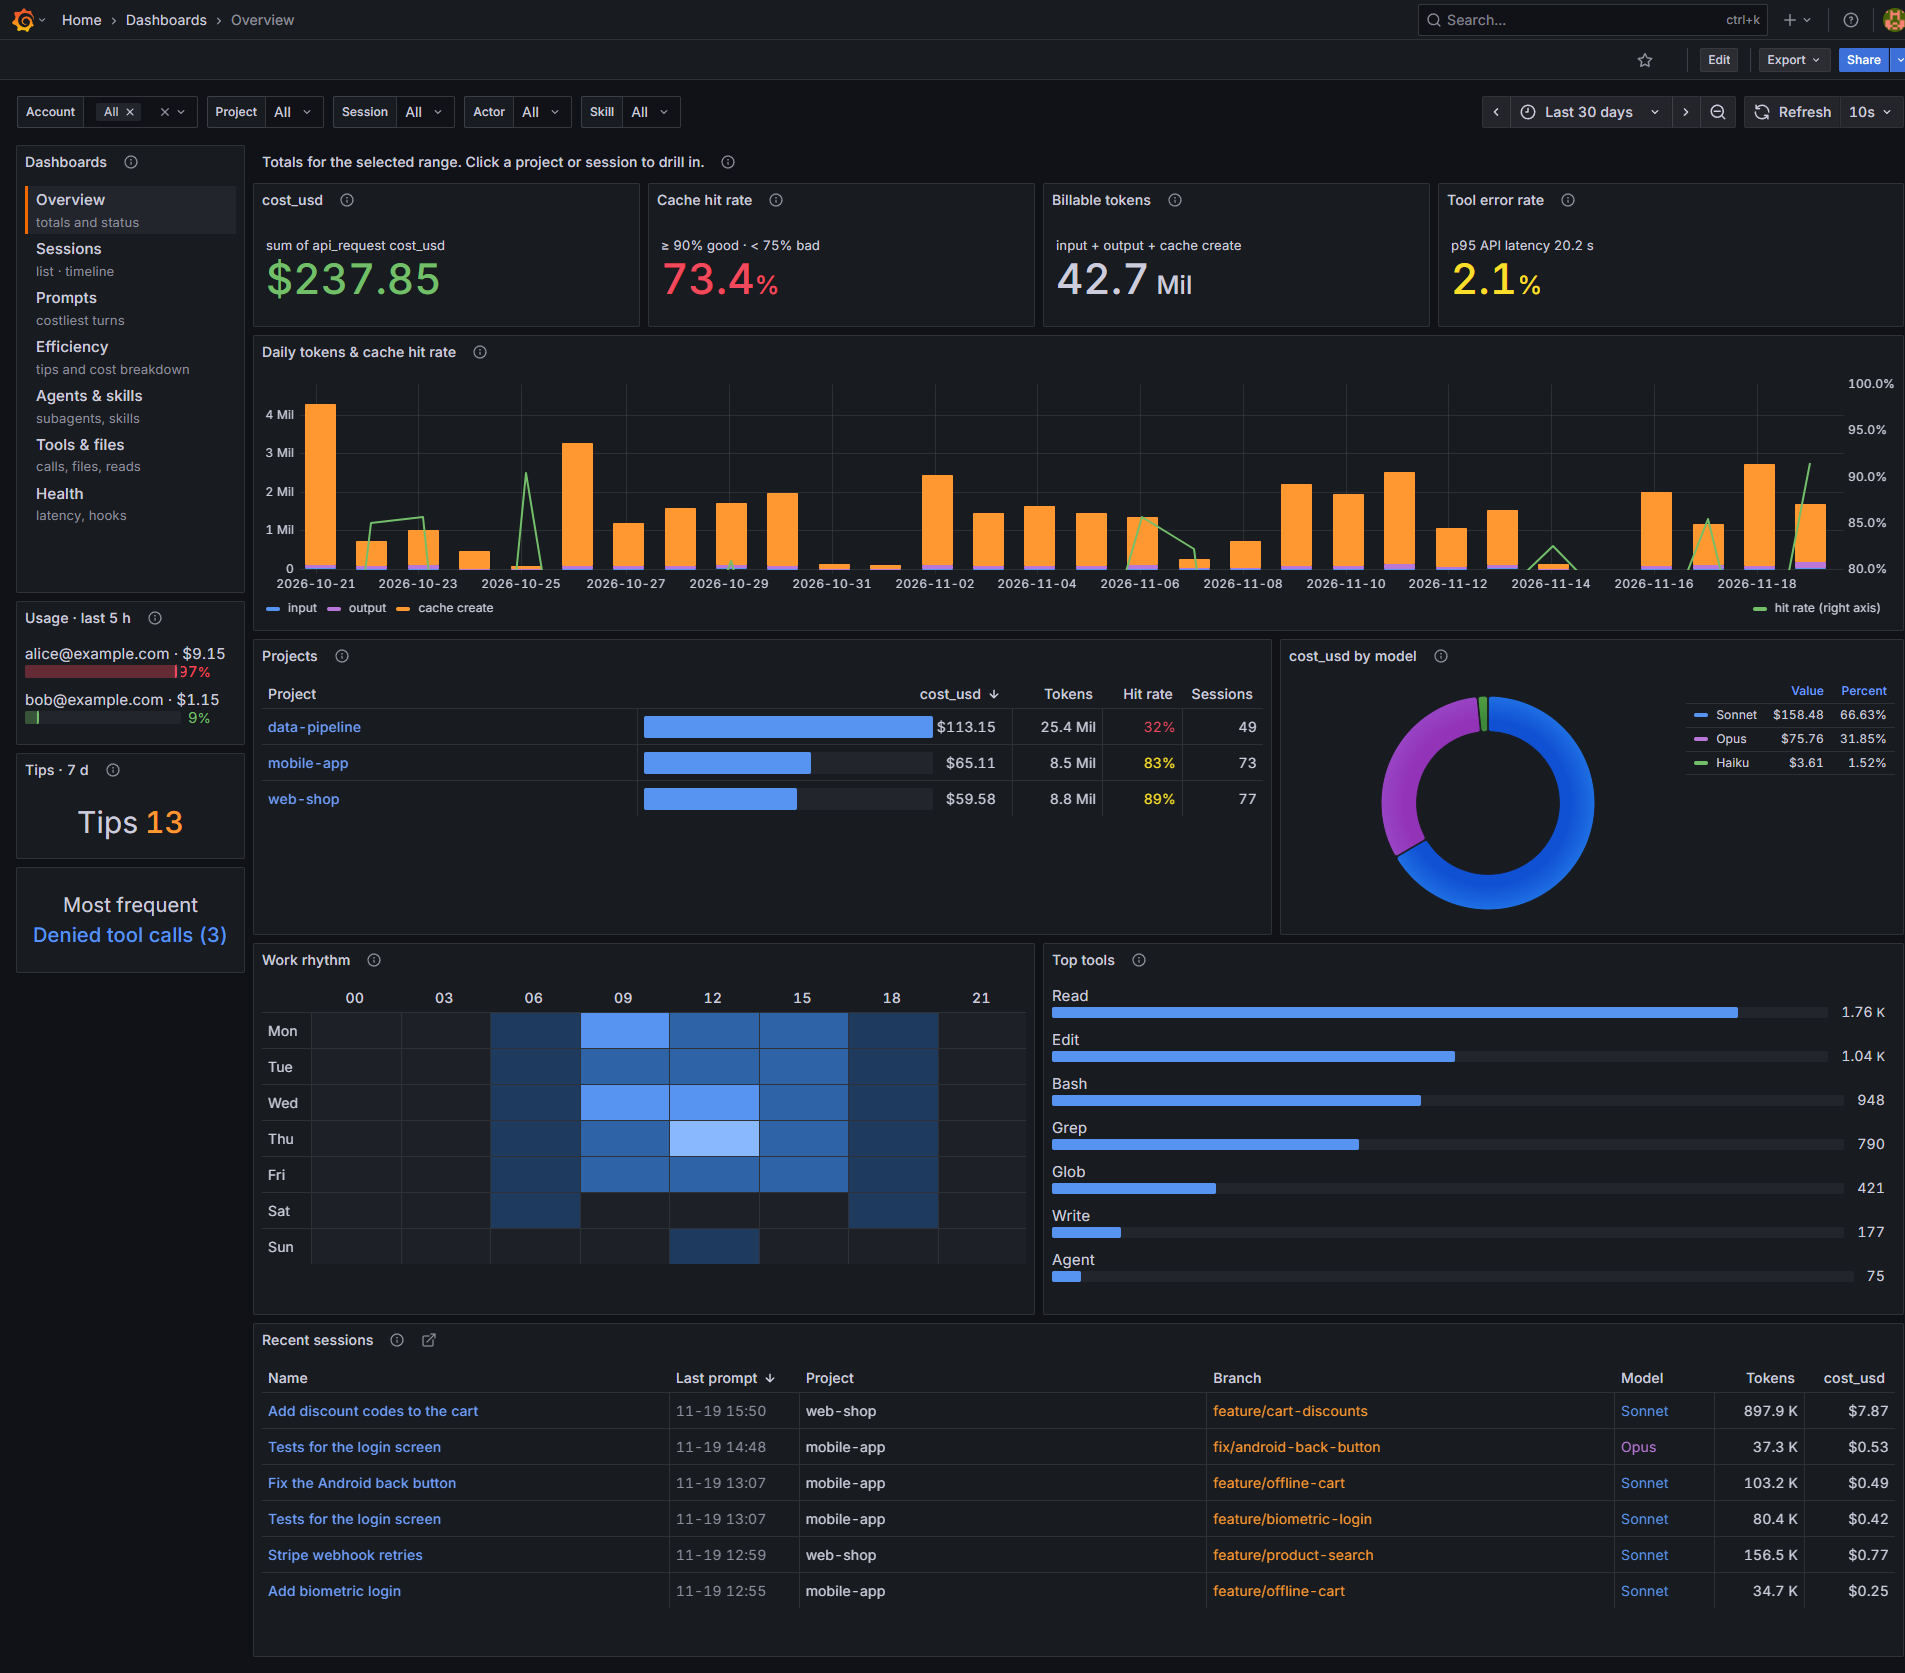 Home › Dashboards › Overview
Search... ctrl+k
Edit Export Share
Account All × Project All Session All Actor All Skill All
Last 30 days Refresh 10s
Dashboards
Overview
totals and status
Sessions
list · timeline
Prompts
costliest turns
Efficiency
tips and cost breakdown
Agents & skills
subagents, skills
Tools & files
calls, files, reads
Health
latency, hooks
Usage · last 5 h
alice@example.com · $9.15
97%
bob@example.com · $1.15
9%
Tips · 7 d
Tips 13
Most frequent
Denied tool calls (3)
Totals for the selected range. Click a project or session to drill in.
cost_usd
sum of api_request cost_usd
$237.85
Cache hit rate
≥ 90% good · < 75% bad
73.4%
Billable tokens
input + output + cache create
42.7 Mil
Tool error rate
p95 API latency 20.2 s
2.1%
Daily tokens & cache hit rate
4 Mil
3 Mil
2 Mil
1 Mil
0
100.0%
95.0%
90.0%
85.0%
80.0%
2026-10-21 2026-10-23 2026-10-25 2026-10-27 2026-10-29 2026-10-31 2026-11-02 2026-11-04 2026-11-06 2026-11-08 2026-11-10 2026-11-12 2026-11-14 2026-11-16 2026-11-18
input output cache create hit rate (right axis)
Projects
Project cost_usd Tokens Hit rate Sessions
data-pipeline $113.15 25.4 Mil 32% 49
mobile-app $65.11 8.5 Mil 83% 73
web-shop $59.58 8.8 Mil 89% 77
cost_usd by model
Value Percent
Sonnet $158.48 66.63%
Opus $75.76 31.85%
Haiku $3.61 1.52%
Work rhythm
00 03 06 09 12 15 18 21
Mon
Tue
Wed
Thu
Fri
Sat
Sun
Top tools
Read
1.76 K
Edit
1.04 K
Bash
948
Grep
790
Glob
421
Write
177
Agent
75
Recent sessions
Name Last prompt Project Branch Model Tokens cost_usd
Add discount codes to the cart 11-19 15:50 web-shop feature/cart-discounts Sonnet 897.9 K $7.87
Tests for the login screen 11-19 14:48 mobile-app fix/android-back-button Opus 37.3 K $0.53
Fix the Android back button 11-19 13:07 mobile-app feature/offline-cart Sonnet 103.2 K $0.49
Tests for the login screen 11-19 13:07 mobile-app feature/biometric-login Sonnet 80.4 K $0.42
Stripe webhook retries 11-19 12:59 web-shop feature/product-search Sonnet 156.5 K $0.77
Add biometric login 11-19 12:55 mobile-app feature/offline-cart Sonnet 34.7 K $0.25